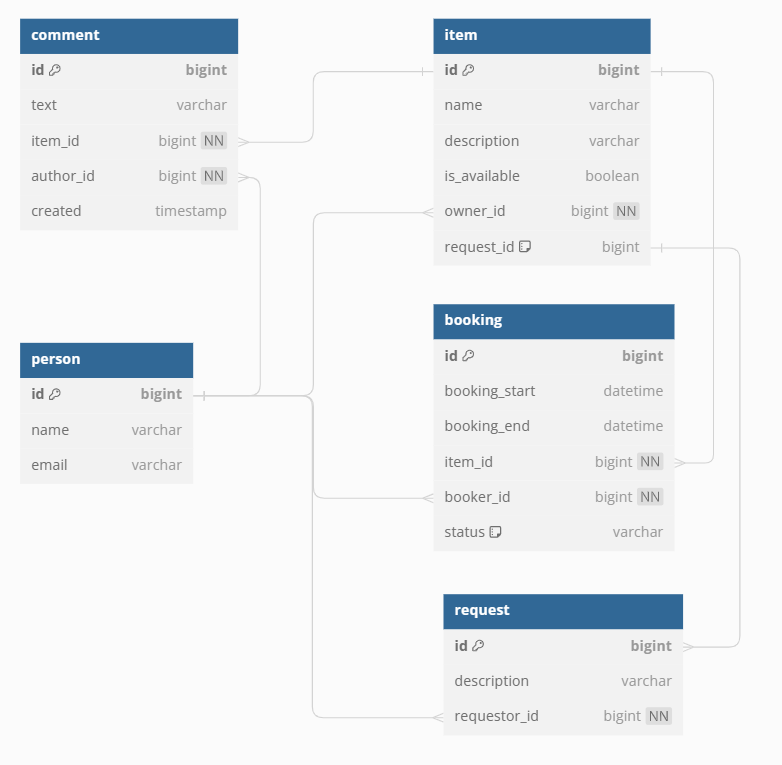 comment
id bigint
text varchar
item_id bigint NN
author_id bigint NN
created timestamp
item
id bigint
name varchar
description varchar
is_available boolean
owner_id bigint NN
request_id bigint
booking
id bigint
booking_start datetime
booking_end datetime
item_id bigint NN
booker_id bigint NN
status varchar
person
id bigint
name varchar
email varchar
request
id bigint
description varchar
requestor_id bigint NN